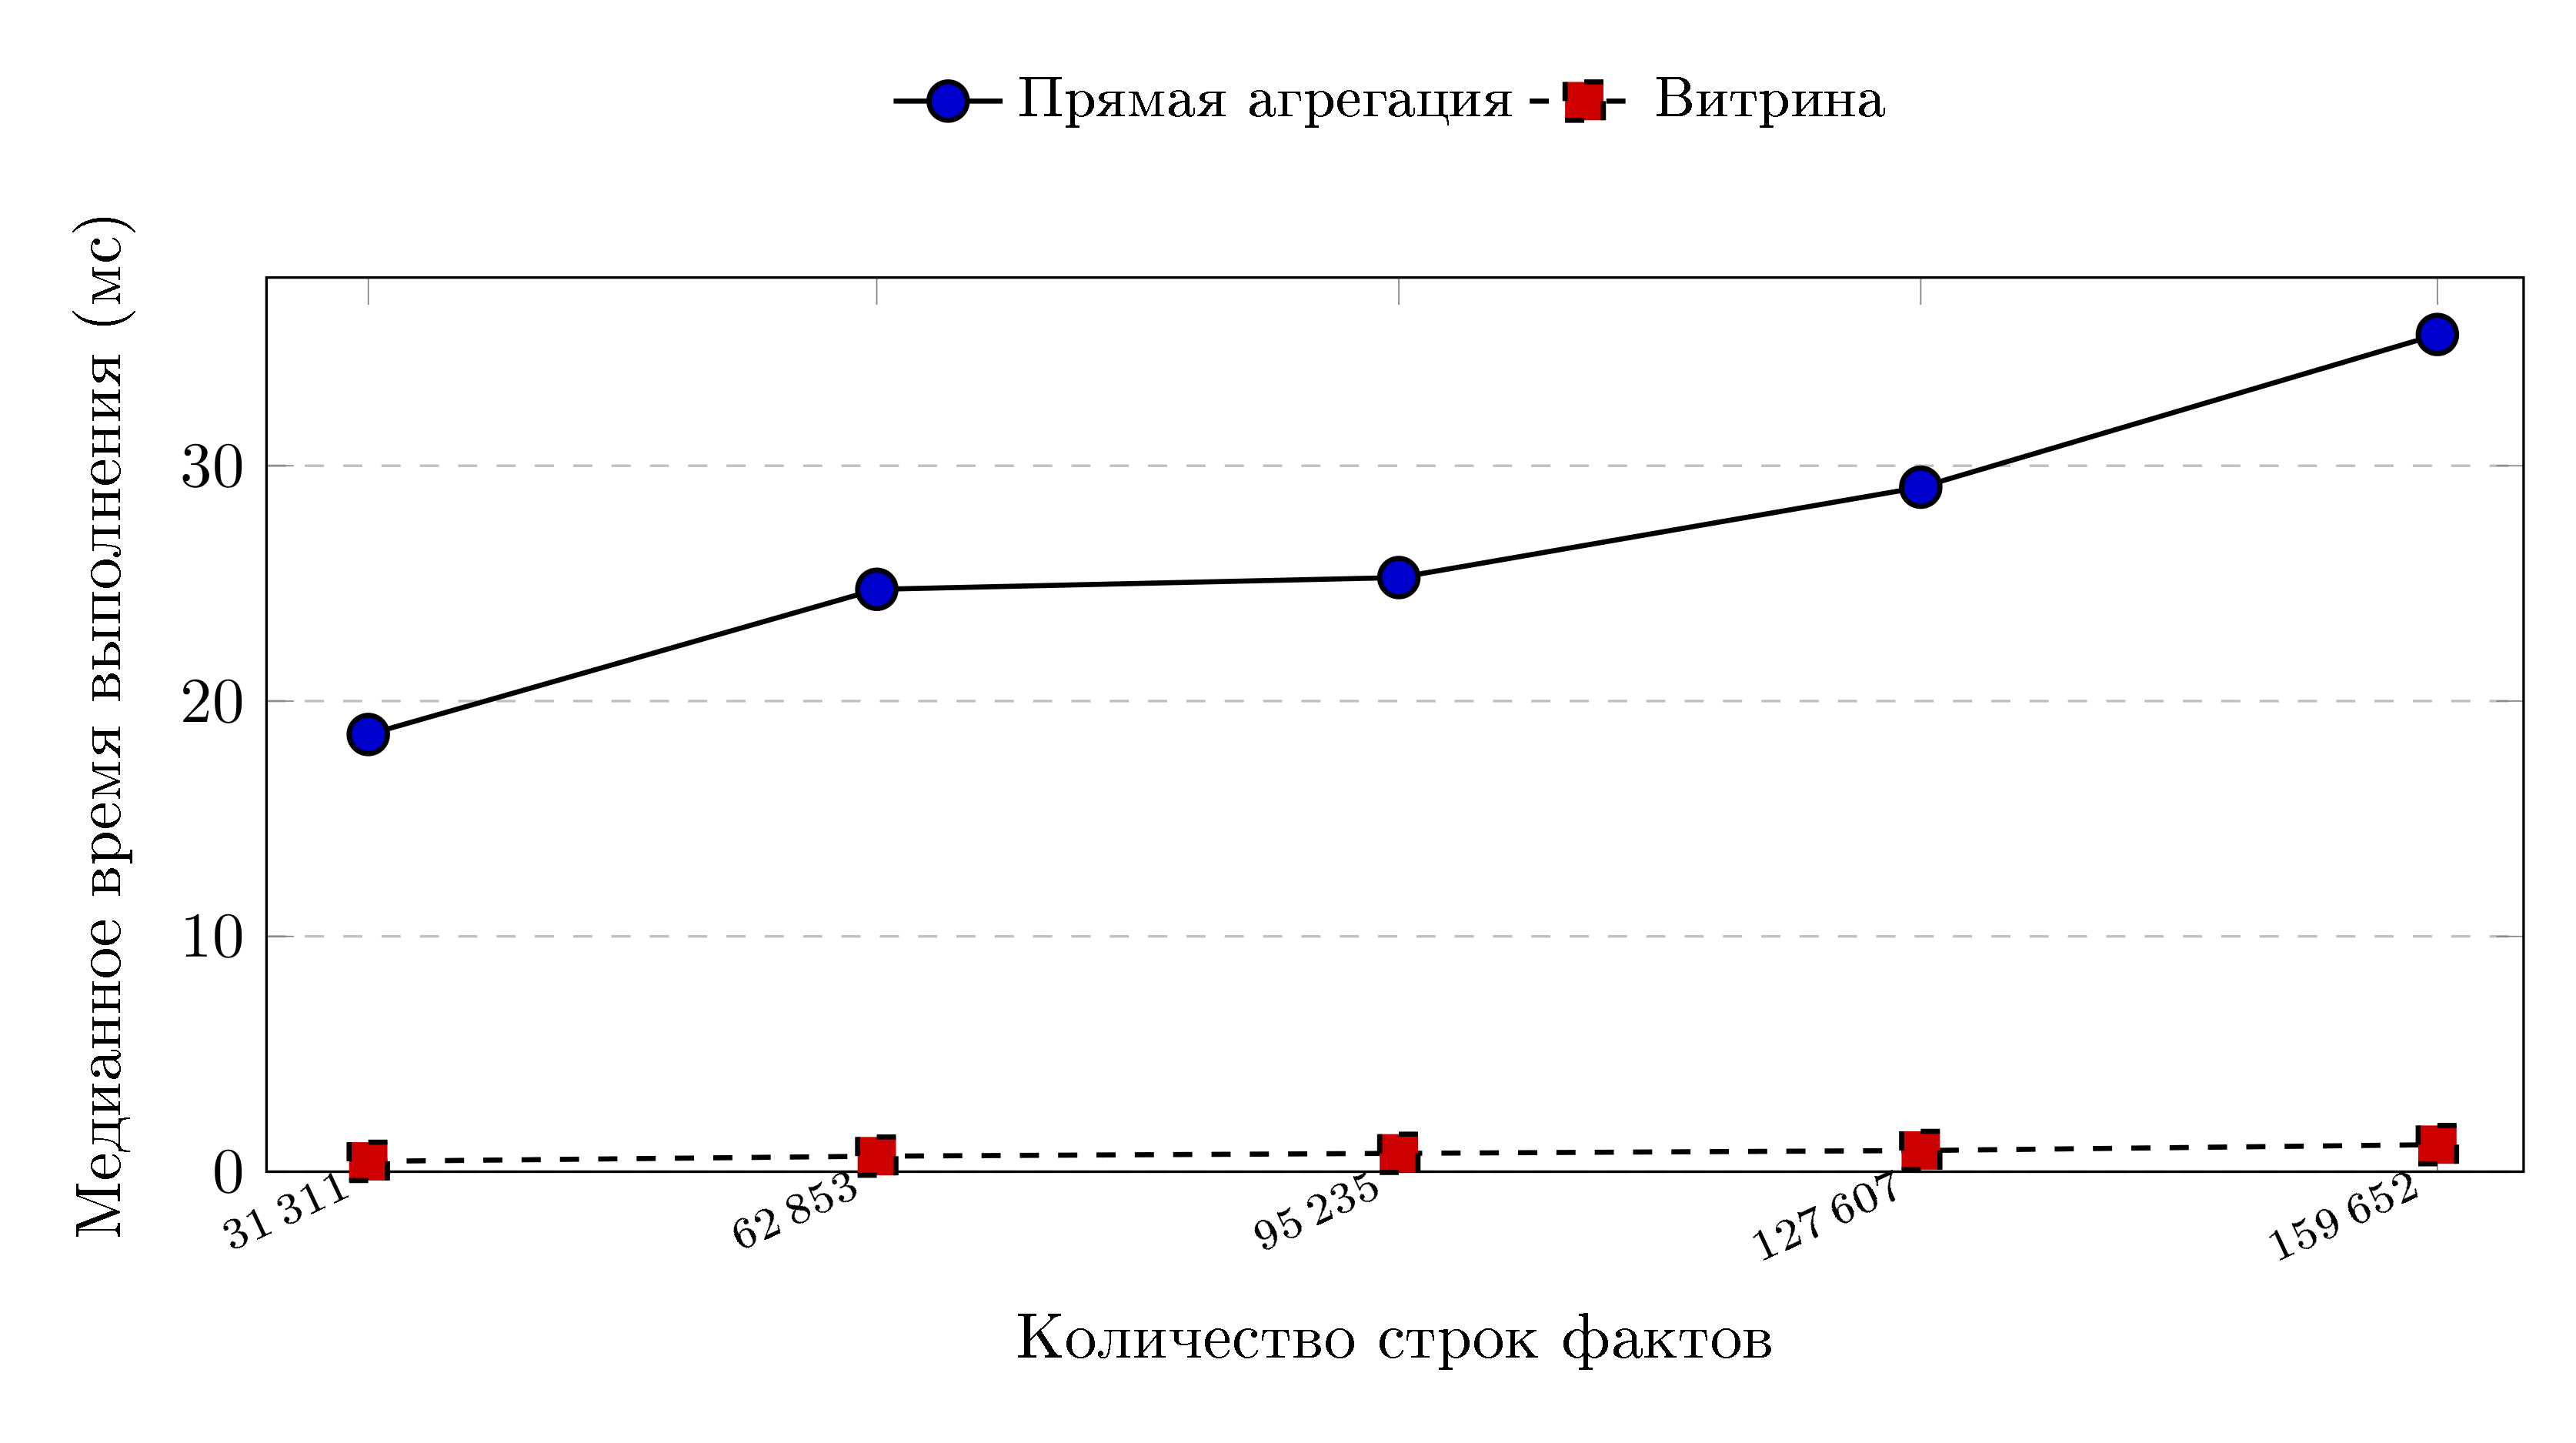 Прямая агрегация Витрина
Медианное время выполнения (мс)
30
20
10
0
31 311 62 853 95 235 127 607 159 652
Количество строк фактов